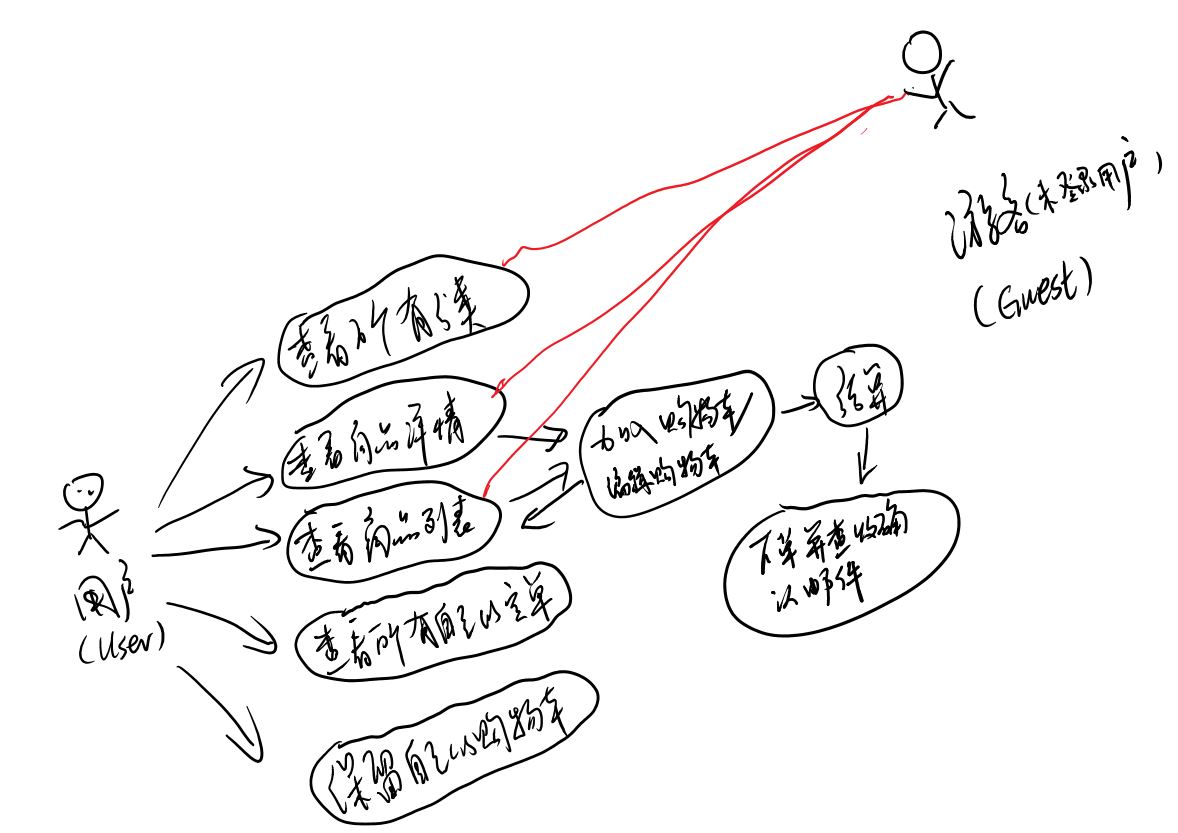 游客(未登录用户)
(Guest)
查看所有分类
查看商品详情
查看商品列表
查看所有自己的定单
保留自己的购物车
加入购物车
编辑购物车
结算
下单并查收确
认邮件
用户
(User)